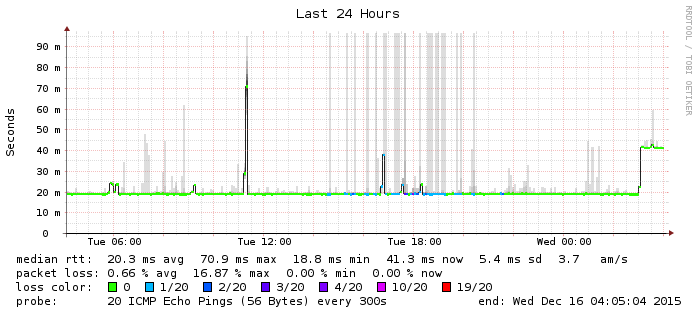 Last 24 Hours
RRDTOOL / TOBI OETIKER
Seconds
90 m
80 m
70 m
60 m
50 m
40 m
30 m
20 m
10 m
0
Tue 06:00 Tue 12:00 Tue 18:00 Wed 00:00
median rtt: 20.3 ms avg 70.9 ms max 18.8 ms min 41.3 ms now 5.4 ms sd 3.7 am/s
packet loss: 0.66 % avg 16.87 % max 0.00 % min 0.00 % now
loss color: 0 1/20 2/20 3/20 4/20 10/20 19/20
probe: 20 ICMP Echo Pings (56 Bytes) every 300s end: Wed Dec 16 04:05:04 2015